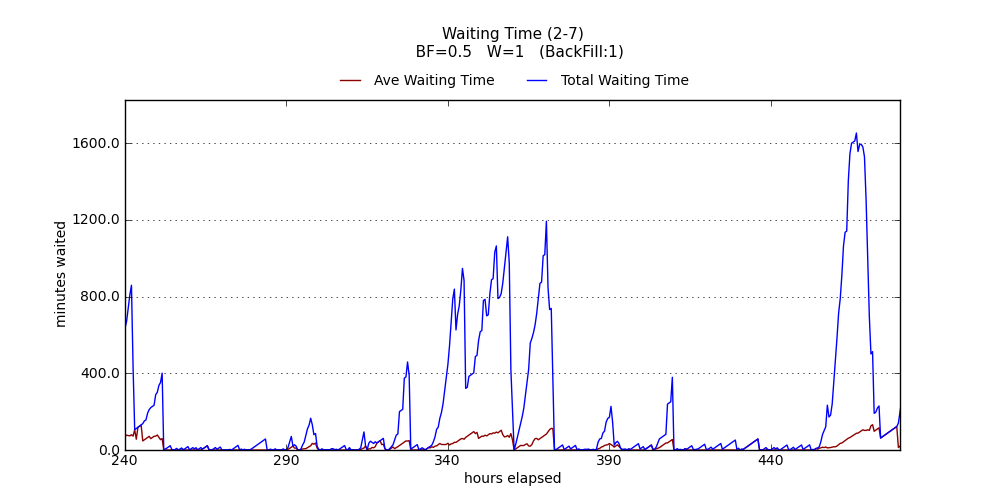 Waiting Time (2-7)
BF=0.5 W=1 (BackFill:1)
Ave Waiting Time Total Waiting Time
1600.0
1200.0
800.0
400.0
0.0
minutes waited
240 290 340 390 440
hours elapsed